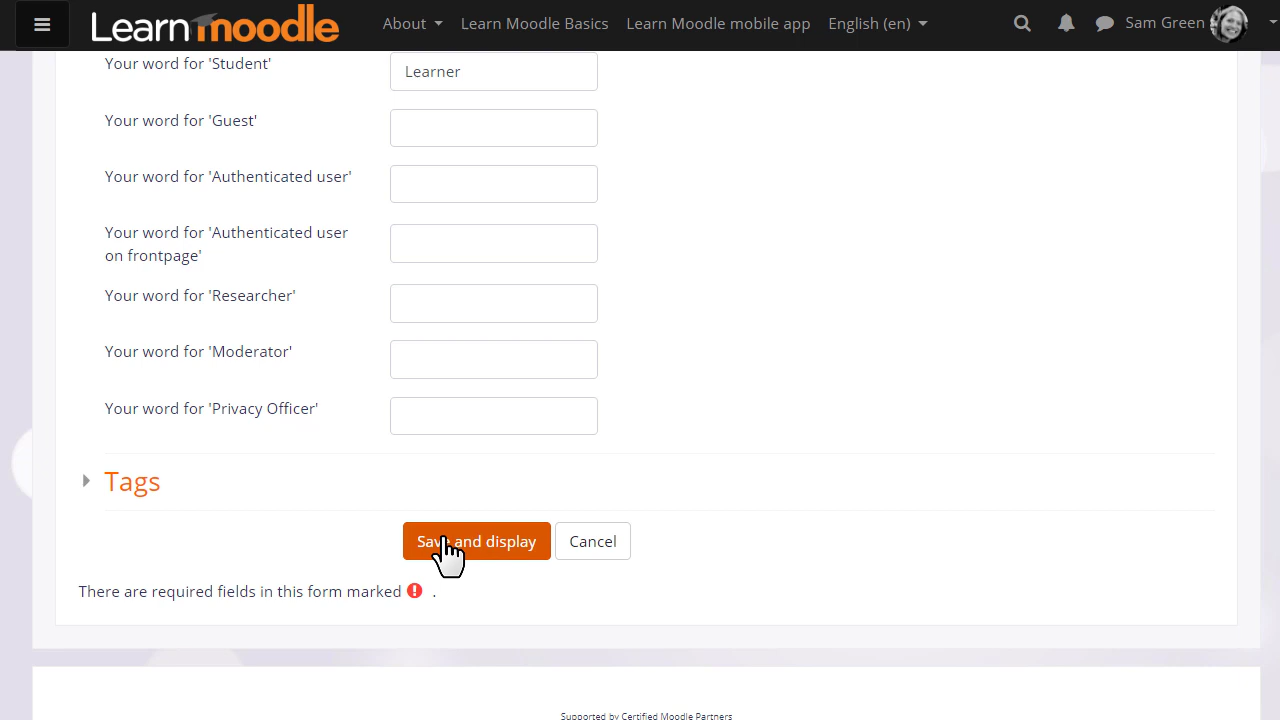 Learn moodle About Learn Moodle Basics Learn Moodle mobile app English (en) Sam Green
Your word for 'Student' Learner
Your word for 'Guest'
Your word for 'Authenticated user'
Your word for 'Authenticated user
on frontpage'
Your word for 'Researcher'
Your word for 'Moderator'
Your word for 'Privacy Officer'
Tags
Save and display Cancel
There are required fields in this form marked .
Supported by Certified Moodle Partners